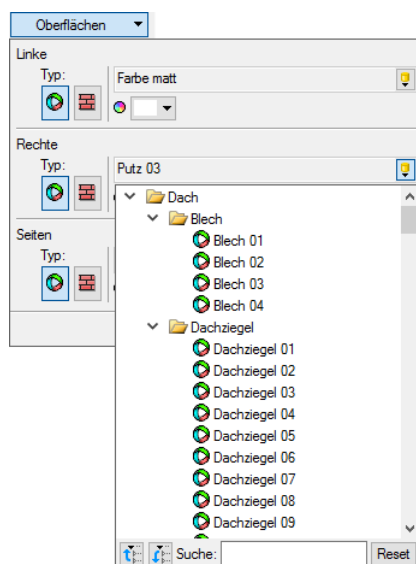 Oberflächen
Linke
Typ:
Farbe matt
Rechte
Typ:
Putz 03
Seiten
Typ:
Dach
Blech
Blech 01
Blech 02
Blech 03
Blech 04
Dachziegel
Dachziegel 01
Dachziegel 02
Dachziegel 03
Dachziegel 04
Dachziegel 05
Dachziegel 06
Dachziegel 07
Dachziegel 08
Dachziegel 09
Suche:
Reset